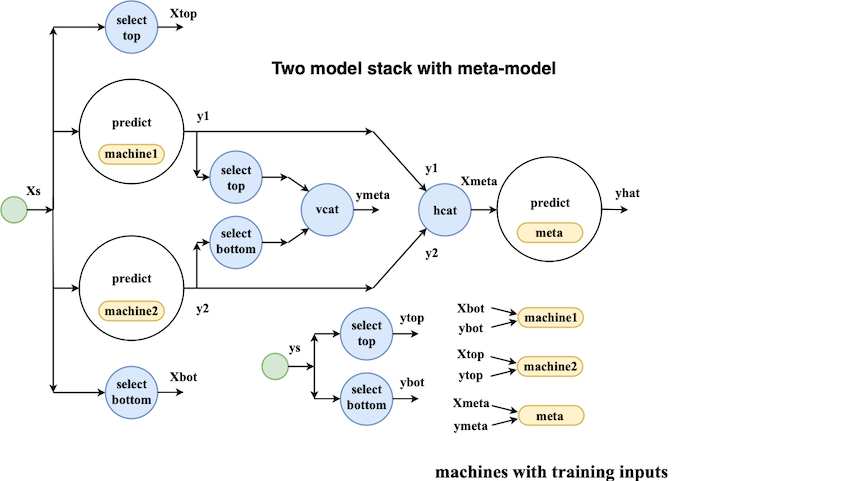 select
top
Xtop
Two model stack with meta-model
predict
machine1
y1
select
top
y1
Xs
ymeta
vcat
hcat
Xmeta
predict
meta
yhat
select
bottom
y2
predict
machine2
y2
select
bottom
Xbot
ys
select
top
ytop
select
bottom
ybot
Xbot
ybot
machine1
Xtop
ytop
machine2
Xmeta
ymeta
meta
machines with training inputs